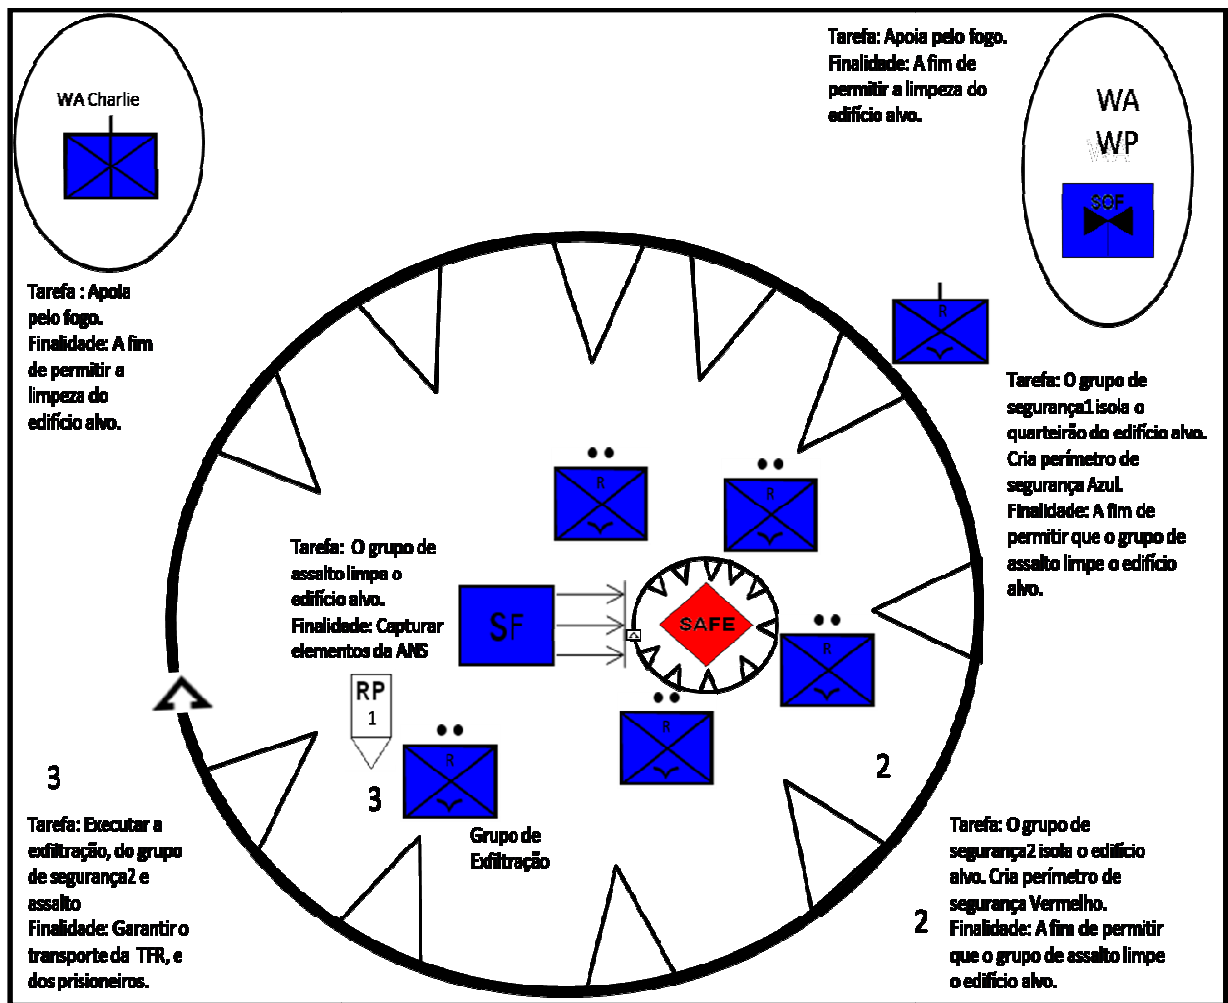 WA Charlie
Tarefa : Apoia
pelo fogo.
Finalidade: A fim
de permitir a
limpeza do
edifício alvo.
Tarefa: Apoia pelo fogo.
Finalidade: A fim de
permitir a limpeza do
edifício alvo.
WA
WP
SOF
R
Tarefa: O grupo de
segurança1 isola o
quarteirão do edifício alvo.
Cria perímetro de
segurança Azul.
Finalidade: A fim de
permitir que o grupo de
assalto limpe o edifício
alvo.
R
R
Tarefa: O grupo de
assalto limpa o
edifício alvo.
Finalidade: Capturar
elementos da ANS
SF
SAFE
R
R
RP
1
R
3
Grupo de
Exfiltração
2
3
Tarefa: Executar a
exfiltração, do grupo
de segurança2 e
assalto
Finalidade: Garantir o
transporte da TFR, e
dos prisioneiros.
2
Tarefa: O grupo de
segurança2 isola o edifício
alvo. Cria perímetro de
segurança Vermelho.
Finalidade: A fim de permitir
que o grupo de assalto limpe
o edifício alvo.